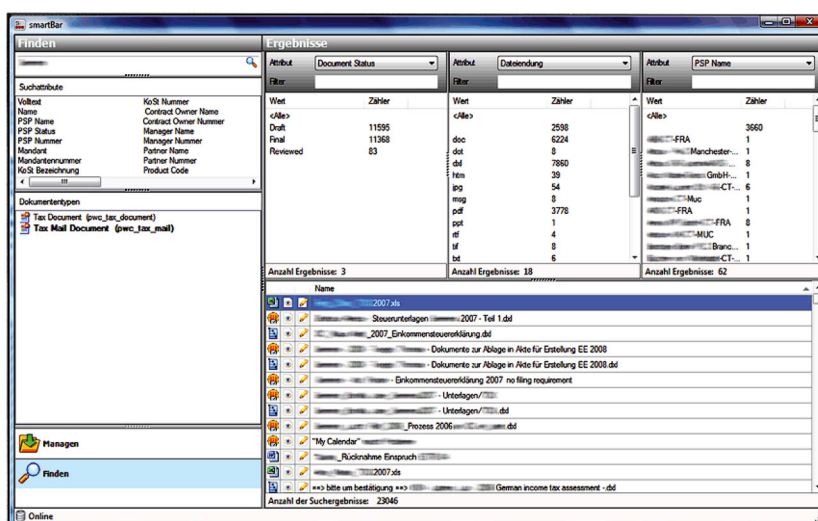 smartBar
Finden
Suchattribute
Volltext KoSt Nummer
Name Contract Owner Name
PSP Name Contract Owner Nummer
PSP Status Manager Name
PSP Nummer Manager Nummer
Mandant Partner Name
Mandantennummer Partner Nummer
KoSt Bezeichnung Product Code
Dokumententypen
Tax Document (pwc_tax_document)
Tax Mail Document (pwc_tax_mail)
Managen
Finden
Online
Ergebnisse
Attribut Document Status
Filter
Wert Zähler
<Alle>
Draft 11595
Final 11368
Reviewed 83
Anzahl Ergebnisse: 3
Attribut Dateiendung
Filter
Wert Zähler
<Alle>
2598
doc 6224
dot 8
dxl 7860
htm 39
jpg 54
msg 8
pdf 3778
ppt 1
rtf 4
tif 8
txt 6
Anzahl Ergebnisse: 18
Attribut PSP Name
Filter
Wert Zähler
<Alle>
3660
-FRA 1
Manchester-... 1
8
GmbH-... 1
-CT-... 6
-Muc 1
-FRA 1
-FRA 8
-MUC 1
Branc... 1
-CT-... 1
Anzahl Ergebnisse: 62
Name
2007.xls
- Steuerunterlagen 2007 - Teil 1.dxl
_2007_Einkommensteuererklärung.dxl
- Dokumente zur Ablage in Akte für Erstellung EE 2008
- Dokumente zur Ablage in Akte für Erstellung EE 2008.dxl
- Einkommensteuererklärung 2007 no filing requirement
- Unterlagen/
- Unterlagen/ .dxl
_Prozess 2006 .dxl
"My Calendar"
_Rücknahme Einspruch
2007.xls
==> bitte um bestätigung ==> German income tax assessment -.dxl
Anzahl der Suchergebnisse: 23046